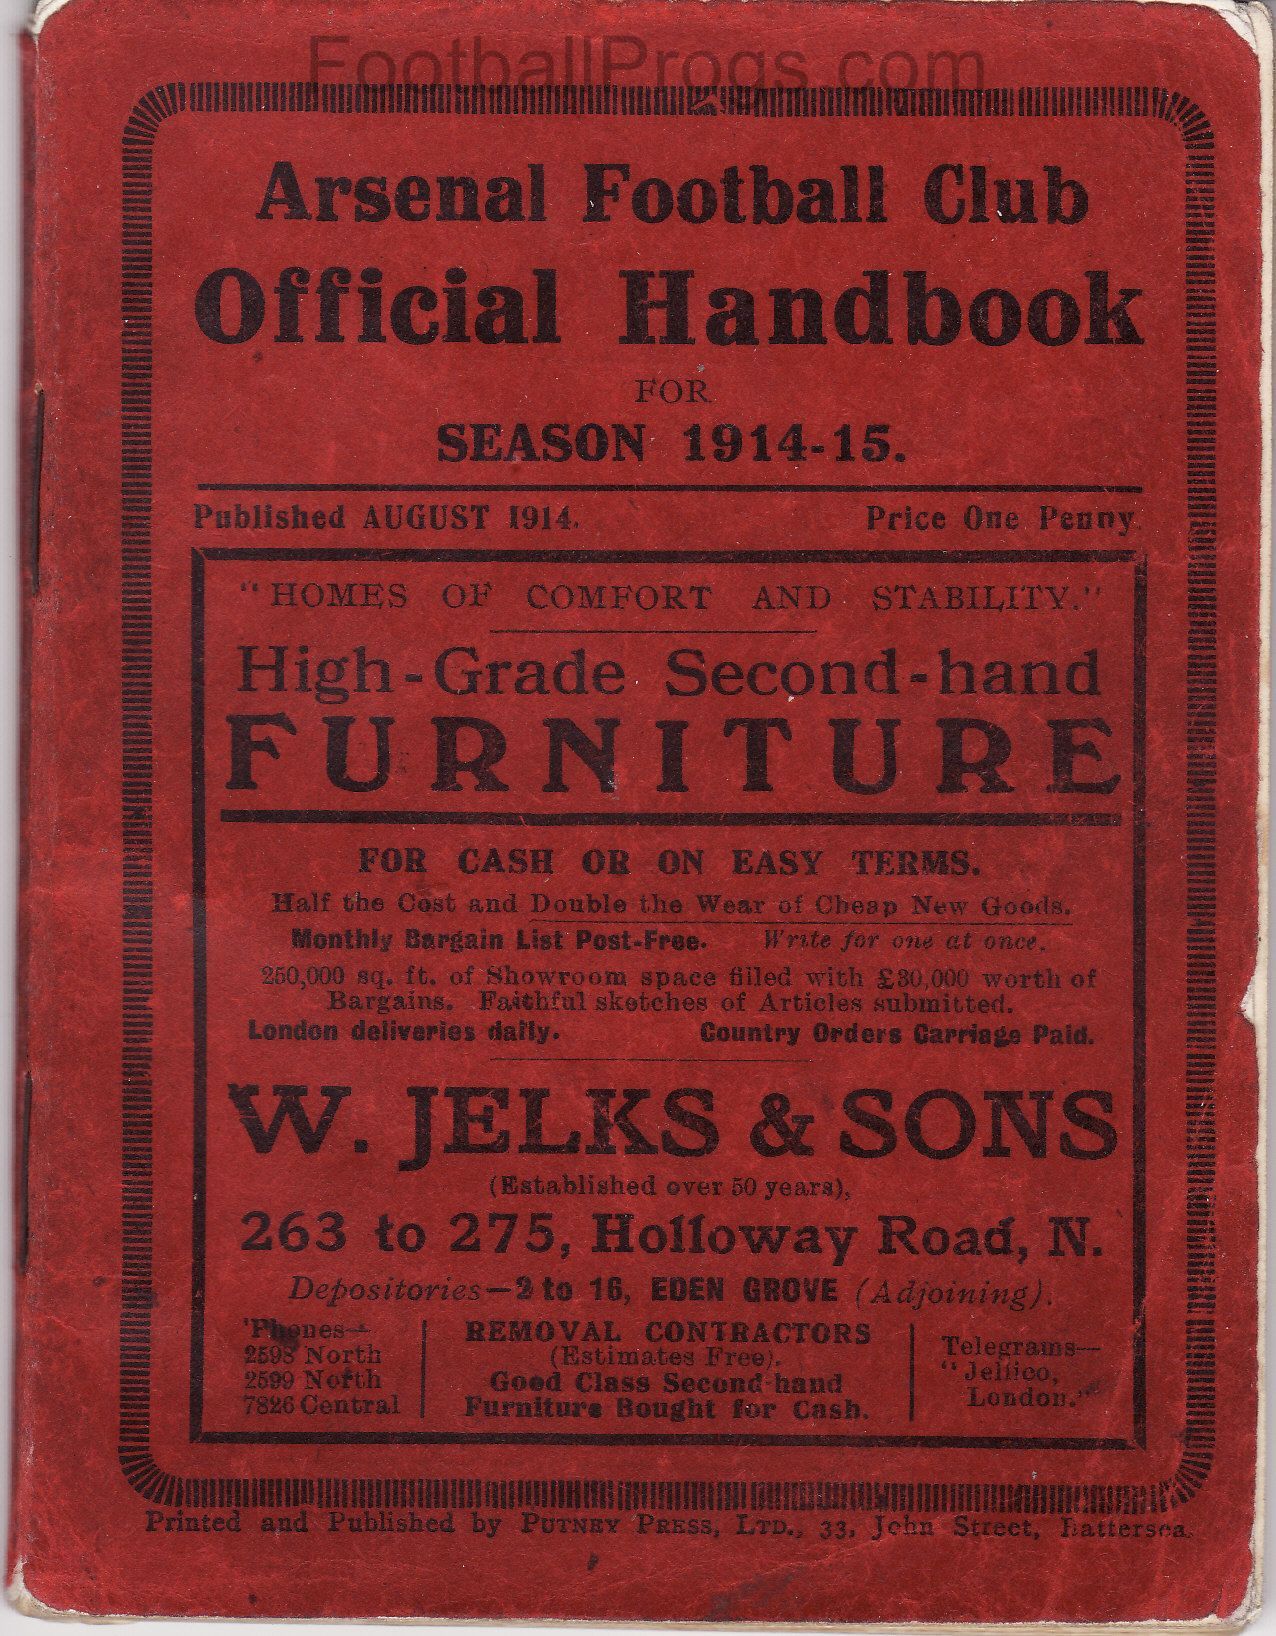 FootballProgs.com
Arsenal Football Club
Official Handbook
FOR
SEASON 1914-15.
Published AUGUST 1914. Price One Penny.
"HOMES OF COMFORT AND STABILITY."
High-Grade Second-hand
FURNITURE
FOR CASH OR ON EASY TERMS.
Half the Cost and Double the Wear of Cheap New Goods.
Monthly Bargain List Post-Free. Write for one at once.
250,000 sq. ft. of Showroom space filled with £30,000 worth of
Bargains. Faithful sketches of Articles submitted.
London deliveries daily. Country Orders Carriage Paid.
W. JELKS & SONS
(Established over 50 years),
263 to 275, Holloway Road, N.
Depositories—2 to 16, EDEN GROVE (Adjoining).
'Phones—
2598 North
2599 North
7826 Central
REMOVAL CONTRACTORS
(Estimates Free).
Good Class Second-hand
Furniture Bought for Cash.
Telegrams—
"Jellico,
London."
Printed and Published by PUTNEY PRESS, LTD., 33, John Street, Battersea.